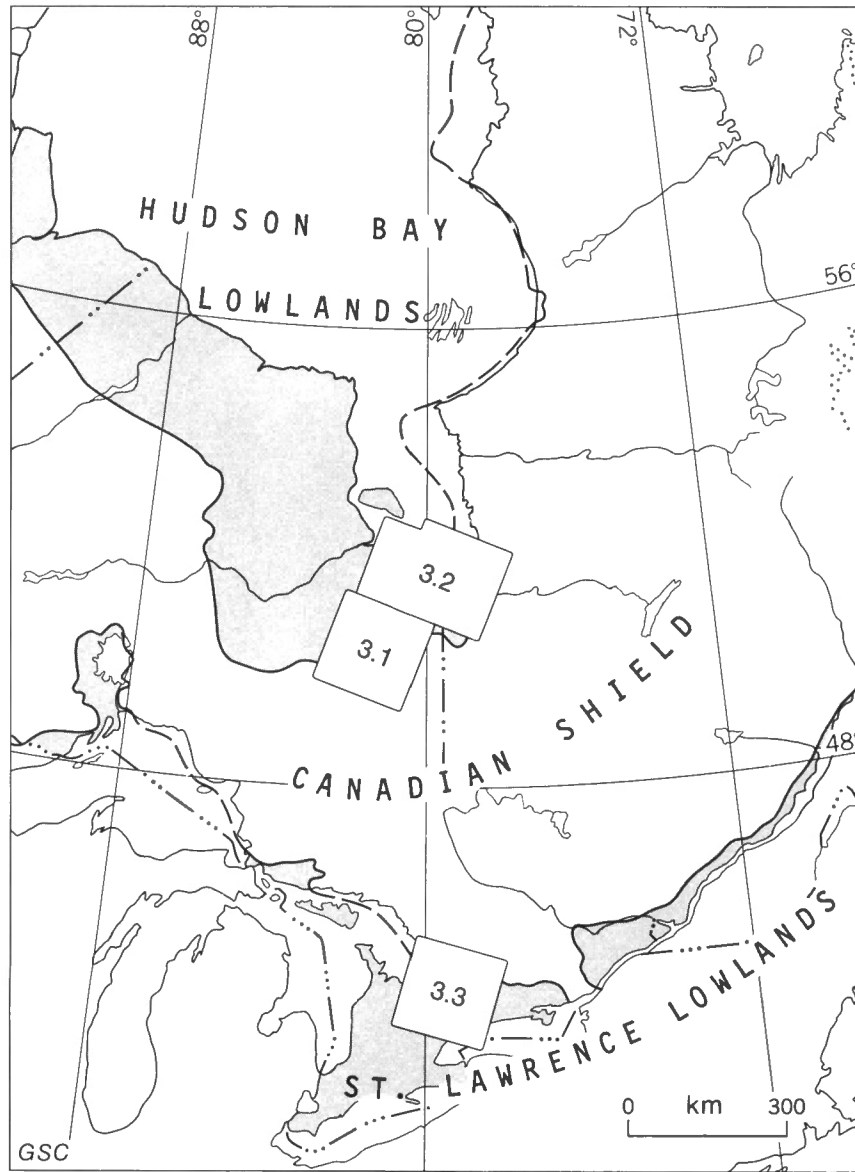 88°
80°
72°
HUDSON BAY
LOWLANDS
56°
3.2
3.1
CANADIAN SHIELD
48°
3.3
ST. LAWRENCE LOWLANDS
0 km 300
GSC